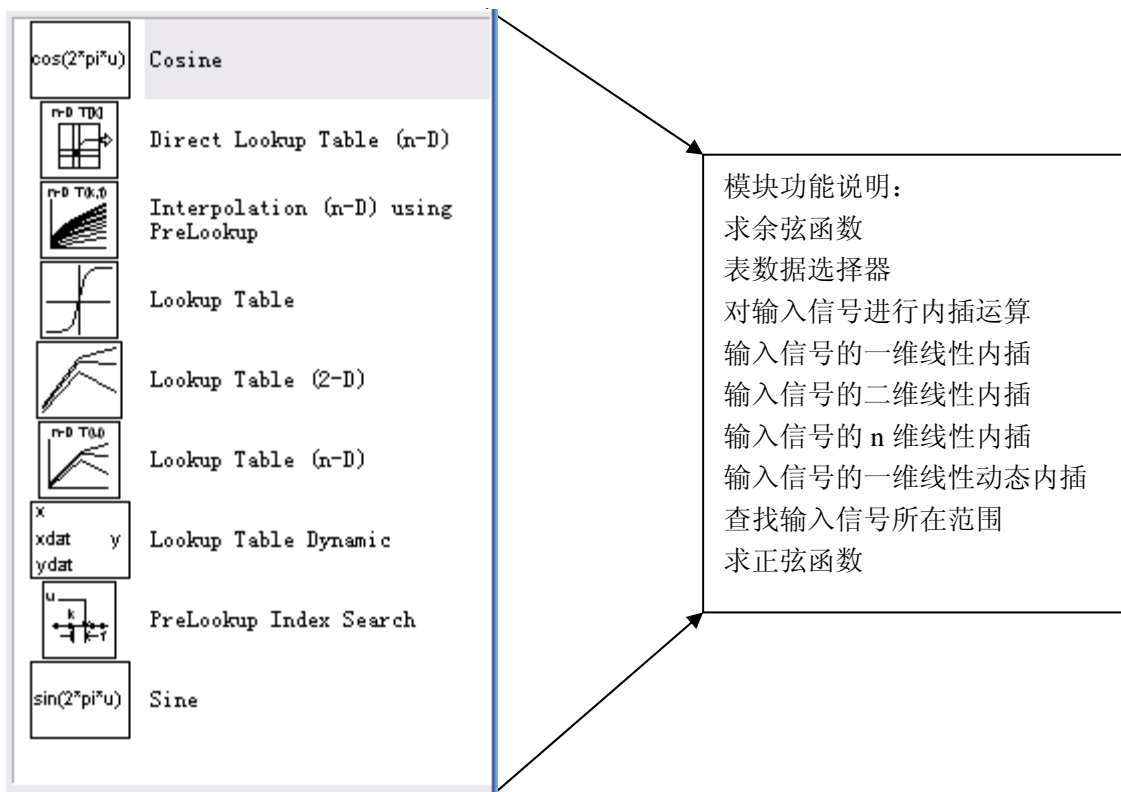 cos(2*pi*u)
Cosine
n-D T[k]
Direct Lookup Table (n-D)
n-D T(k,f)
Interpolation (n-D) using
PreLookup
Lookup Table
Lookup Table (2-D)
n-D T(u)
Lookup Table (n-D)
x
xdat y
ydat
Lookup Table Dynamic
u
k
PreLookup Index Search
sin(2*pi*u)
Sine
模块功能说明:
求余弦函数
表数据选择器
对输入信号进行内插运算
输入信号的一维线性内插
输入信号的二维线性内插
输入信号的 n 维线性内插
输入信号的一维线性动态内插
查找输入信号所在范围
求正弦函数